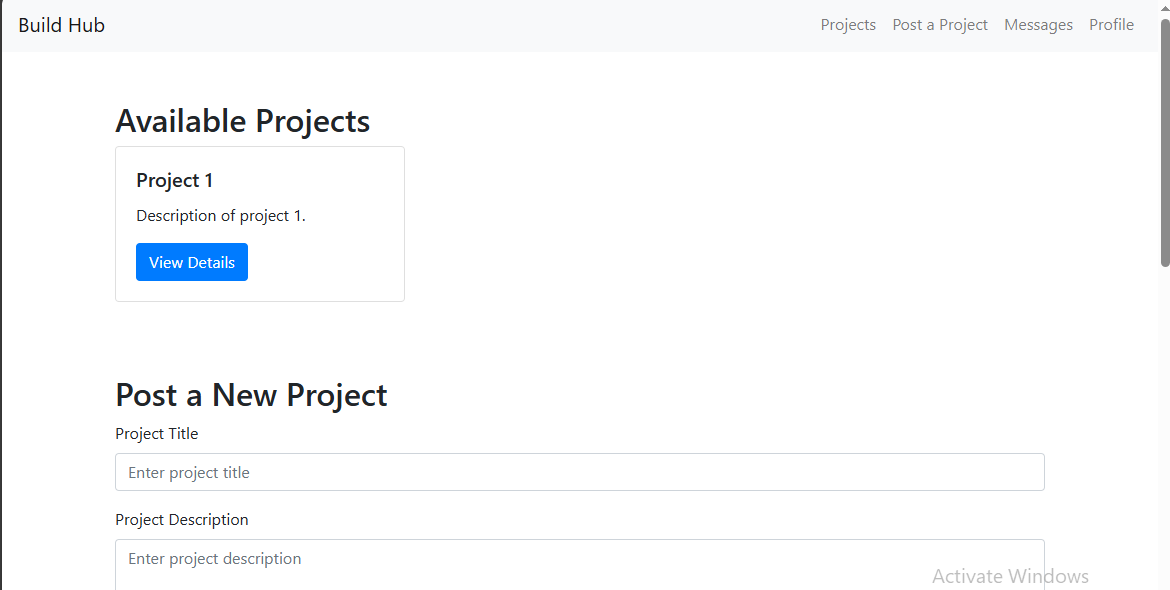 Build Hub
Projects Post a Project Messages Profile
Available Projects
Project 1
Description of project 1.
View Details
Post a New Project
Project Title
Enter project title
Project Description
Enter project description
Activate Windows